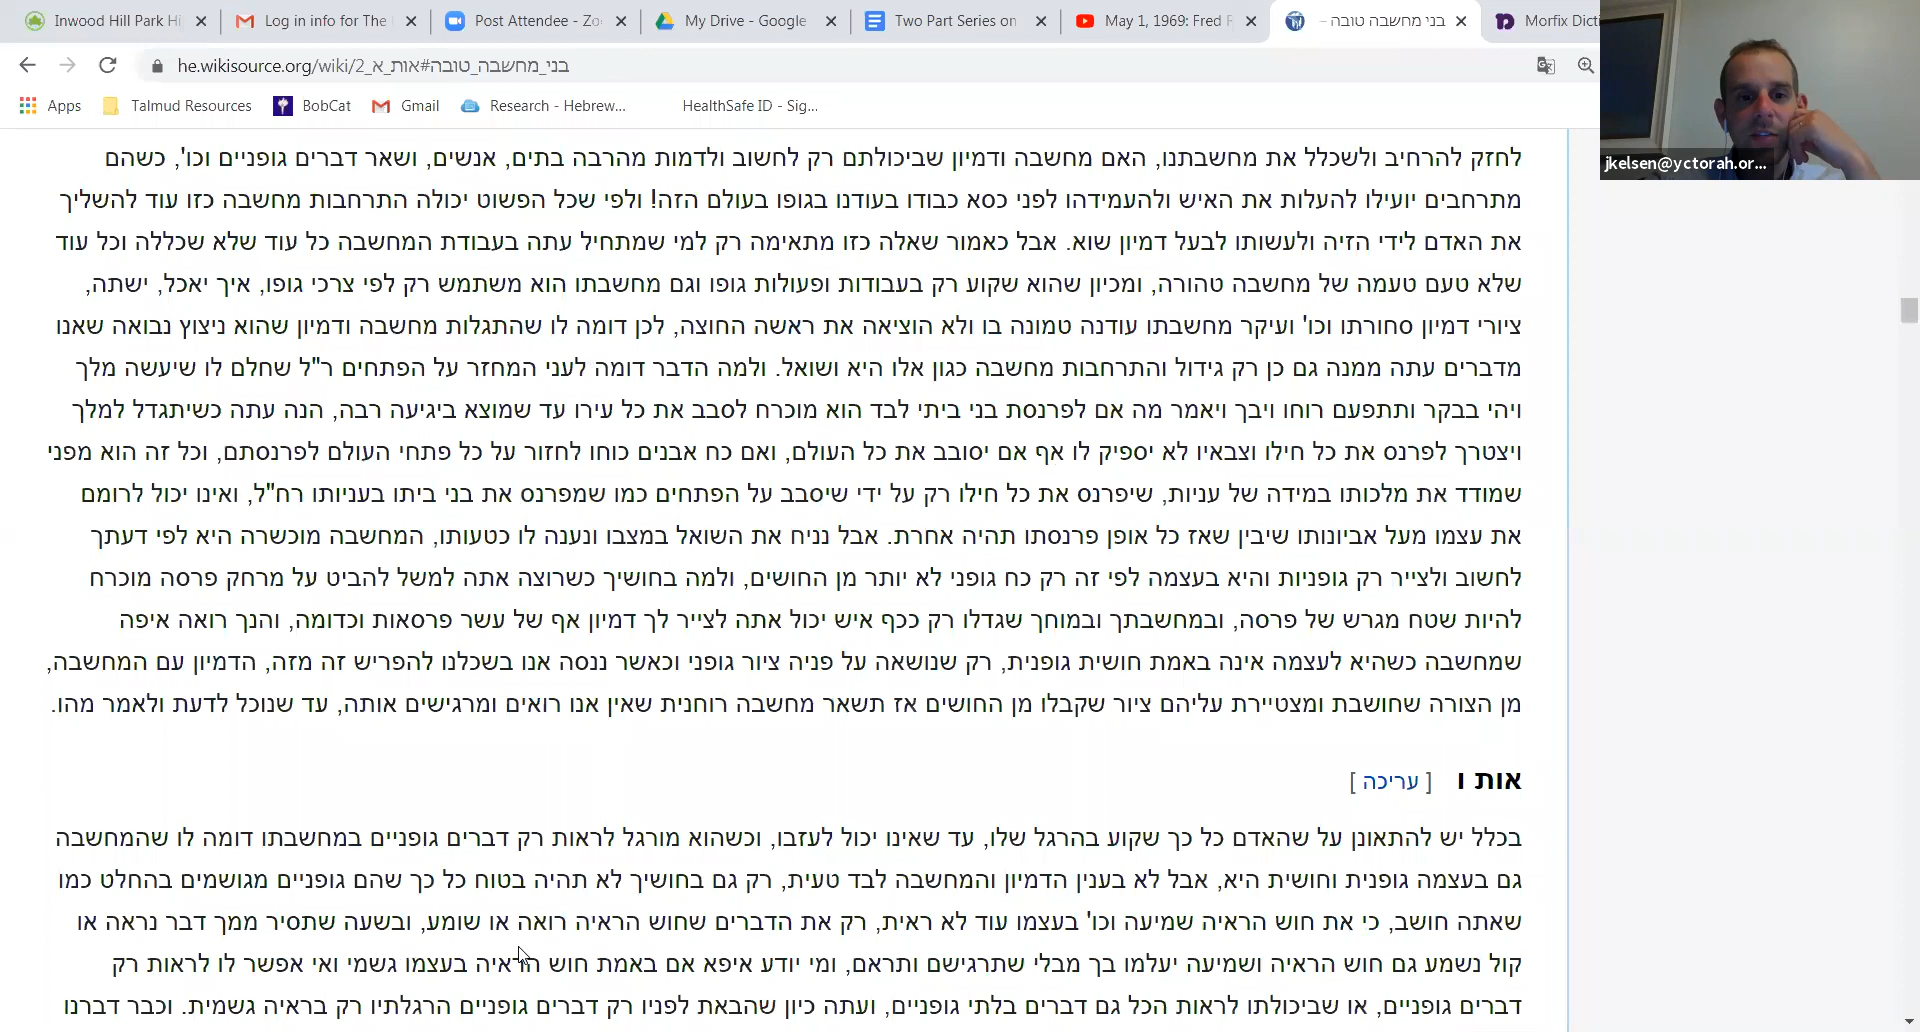 Inwood Hill Park Hi
Log in info for The
Post Attendee - Zo
My Drive - Google
Two Part Series on
May 1, 1969: Fred R
בני מחשבה טובה –
Morfix Dicti
he.wikisource.org/wiki/2_בני_מחשבה_טובה#אות_א
Apps
Talmud Resources
BobCat
Gmail
Research - Hebrew...
HealthSafe ID - Sig...
jkelsen@yctorah.or...
לחזק להרחיב ולשכלל את מחשבתנו, האם מחשבה ודמיון שביכולתם רק לחשוב ולדמות מהרבה בתים, אנשים, ושאר דברים גופניים וכו', כשהם
מתרחבים יועילו להעלות את האיש ולהעמידהו לפני כסא כבודו בעודנו בגופו בעולם הזה! ולפי שכל הפשוט יכולה התרחבות מחשבה כזו עוד להשליך
את האדם לידי הזיה ולעשותו לבעל דמיון שוא. אבל כאמור שאלה כזו מתאימה רק למי שמתחיל עתה בעבודת המחשבה כל עוד שלא שכללה וכל עוד
שלא טעם טעמה של מחשבה טהורה, ומכיון שהוא שקוע רק בעבודות ופעולות גופו וגם מחשבתו הוא משתמש רק לפי צרכי גופו, איך יאכל, ישתה,
ציורי דמיון סחורתו וכו' ועיקר מחשבתו עודנה טמונה בו ולא הוציאה את ראשה החוצה, לכן דומה לו שהתגלות מחשבה ודמיון שהוא ניצוץ נבואה שאנו
מדברים עתה ממנה גם כן רק גידול והתרחבות מחשבה כגון אלו היא ושואל. ולמה הדבר דומה לעני המחזר על הפתחים ר"ל שחלם לו שיעשה מלך
ויהי בבקר ותתפעם רוחו ויבך ויאמר מה אם לפרנסת בני ביתי לבד הוא מוכרח לסבב את כל עירו עד שמוצא ביגיעה רבה, הנה עתה כשיתגדל למלך
ויצטרך לפרנס את כל חילו וצבאיו לא יספיק לו אף אם יסובב את כל העולם, ואם כח אבנים כוחו לחזור על כל פתחי העולם לפרנסתם, וכל זה הוא מפני
שמודד את מלכותו במידה של עניות, שיפרנס את כל חילו רק על ידי שיסבב על הפתחים כמו שמפרנס את בני ביתו בעניותו רח"ל, ואינו יכול לרומם
את עצמו מעל אביונותו שיבין שאז כל אופן פרנסתו תהיה אחרת. אבל נניח את השואל במצבו ונענה לו כטעותו, המחשבה מוכשרה היא לפי דעתך
לחשוב ולצייר רק גופניות והיא בעצמה לפי זה רק כח גופני לא יותר מן החושים, ולמה בחושיך כשרוצה אתה למשל להביט על מרחק פרסה מוכרח
להיות שטח מגרש של פרסה, ובמחשבתך ובמוחך שגדלו רק ככף איש יכול אתה לצייר לך דמיון אף של עשר פרסאות וכדומה, והנך רואה איפה
שמחשבה כשהיא לעצמה אינה באמת חושית גופנית, רק שנושאה על פניה ציור גופני וכאשר ננסה אנו בשכלנו להפריש זה מזה, הדמיון עם המחשבה,
מן הצורה שחושבת ומצטיירת עליהם ציור שקבלו מן החושים אז תשאר מחשבה רוחנית שאין אנו רואים ומרגישים אותה, עד שנוכל לדעת ולאמר מהו.
אות ו [ עריכה ]
בכלל יש להתאונן על שהאדם כל כך שקוע בהרגל שלו, עד שאינו יכול לעזבו, וכשהוא מורגל לראות רק דברים גופניים במחשבתו דומה לו שהמחשבה
גם בעצמה גופנית וחושית היא, אבל לא בענין הדמיון והמחשבה לבד טעית, רק גם בחושיך לא תהיה בטוח כל כך שהם גופניים מגושמים בהחלט כמו
שאתה חושב, כי את חוש הראיה שמיעה וכו' בעצמו עוד לא ראית, רק את הדברים שחוש הראיה רואה או שומע, ובשעה שתסיר ממך דבר נראה או
קול נשמע גם חוש הראיה ושמיעה יעלמו בך מבלי שתרגישם ותראם, ומי יודע איפא אם באמת חוש הראיה בעצמו גשמי ואי אפשר לו לראות רק
דברים גופניים, או שביכולתו לראות הכל גם דברים בלתי גופניים, ועתה כיון שהבאת לפניו רק דברים גופניים הרגלתיו רק בראיה גשמית. וכבר דברנו